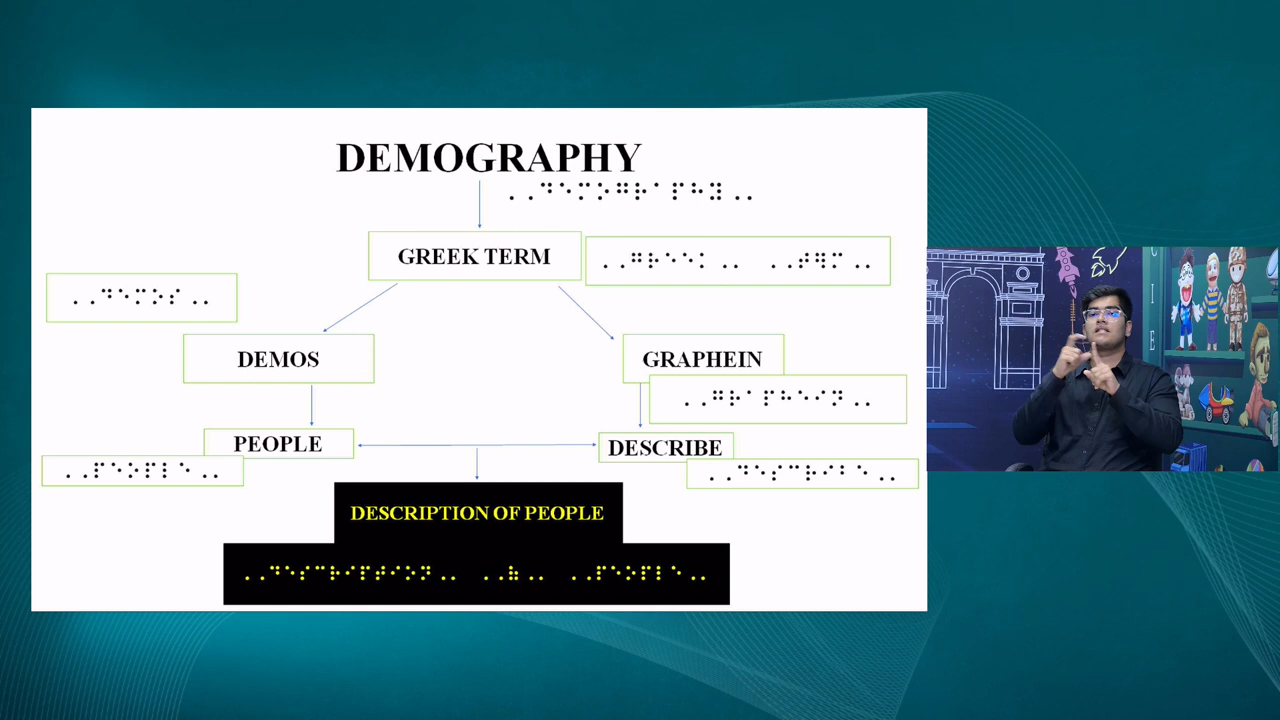 DEMOGRAPHY
⠠⠠⠙⠑⠍⠕⠛⠗⠁⠏⠓⠽⠠⠄
GREEK TERM
⠠⠠⠛⠗⠑⠑⠅⠠⠄ ⠠⠠⠞⠻⠍⠠⠄
⠠⠠⠙⠑⠍⠕⠎⠠⠄
DEMOS
GRAPHEIN
⠠⠠⠛⠗⠁⠏⠓⠑⠊⠝⠠⠄
PEOPLE
DESCRIBE
⠠⠠⠏⠑⠕⠏⠇⠑⠠⠄
⠠⠠⠙⠑⠎⠉⠗⠊⠃⠑⠠⠄
DESCRIPTION OF PEOPLE
⠠⠠⠙⠑⠎⠉⠗⠊⠏⠞⠊⠕⠝⠠⠄ ⠠⠠⠷⠠⠄ ⠠⠠⠏⠑⠕⠏⠇⠑⠠⠄
C
I
E